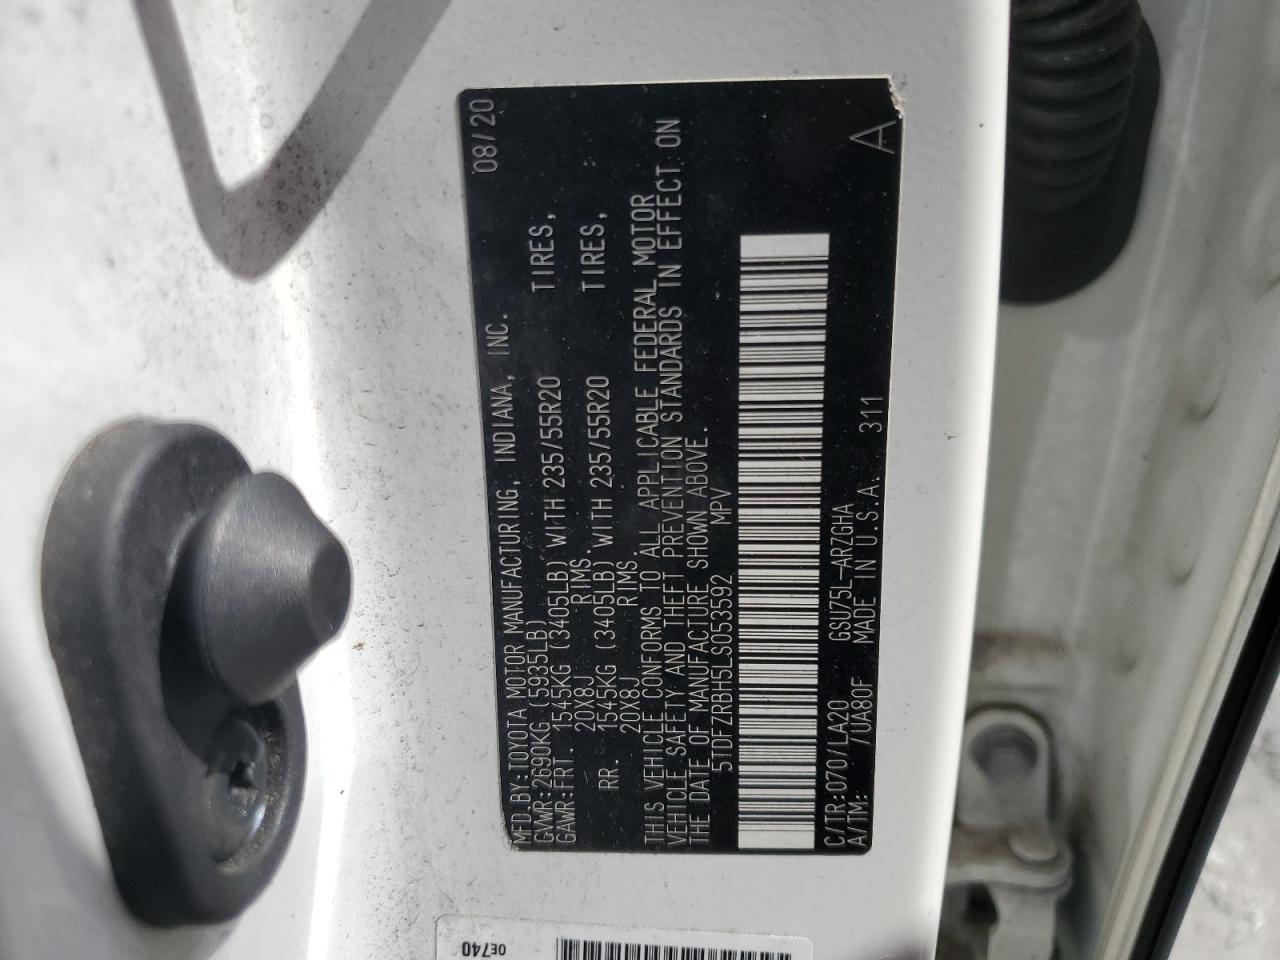 MFD.BY:TOYOTA MOTOR MANUFACTURING, INDIANA, INC. 08/20
GVWR:2690KG (5935LB)
GAWR:FRT. 1545KG (3405LB) WITH 235/55R20 TIRES,
20X8J RIMS.
RR. 1545KG (3405LB) WITH 235/55R20 TIRES,
20X8J RIMS.
THIS VEHICLE CONFORMS TO ALL APPLICABLE FEDERAL MOTOR
VEHICLE SAFETY AND THEFT PREVENTION STANDARDS IN EFFECT ON
THE DATE OF MANUFACTURE SHOWN ABOVE.
5TDFZRBH5LS053592 MPV
C/TR:070/LA20 GSU75L-ARZGHA
A/TM: /UA80F MADE IN U.S.A. 311 A
0E740